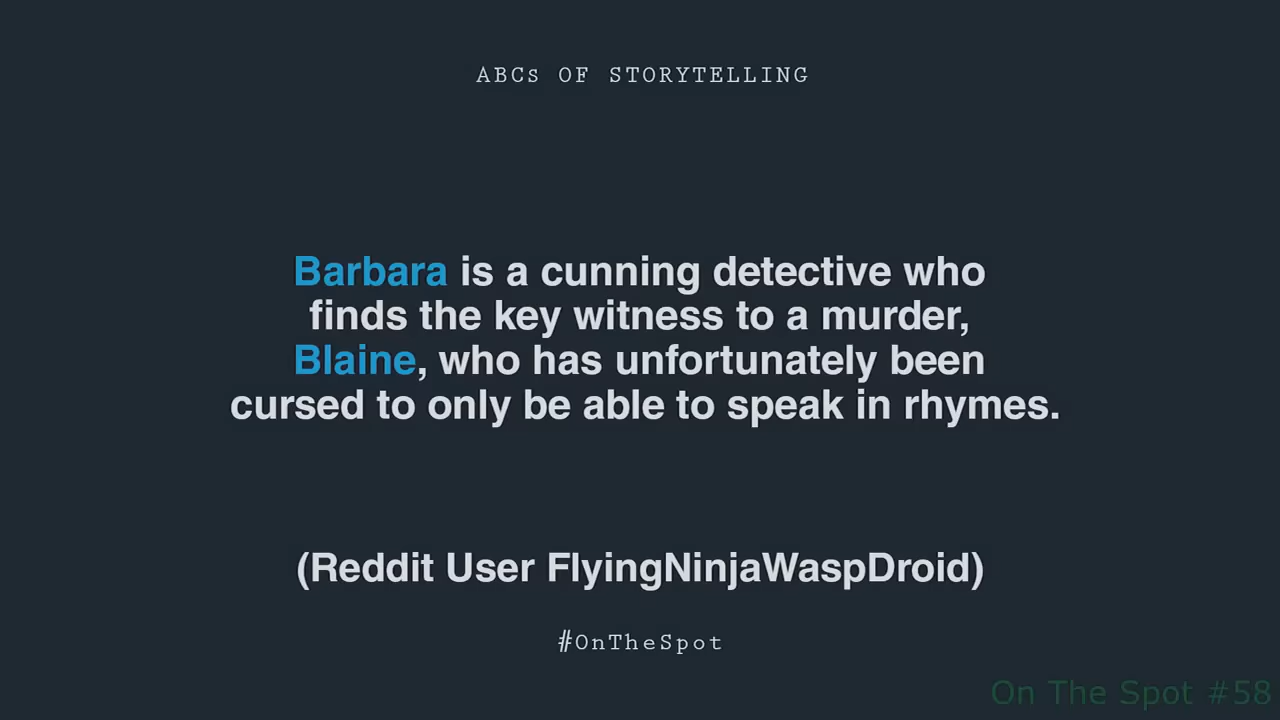 ABCs OF STORYTELLING
Barbara is a cunning detective who
finds the key witness to a murder,
Blaine, who has unfortunately been
cursed to only be able to speak in rhymes.
(Reddit User FlyingNinjaWaspDroid)
#OnTheSpot
On The Spot #58